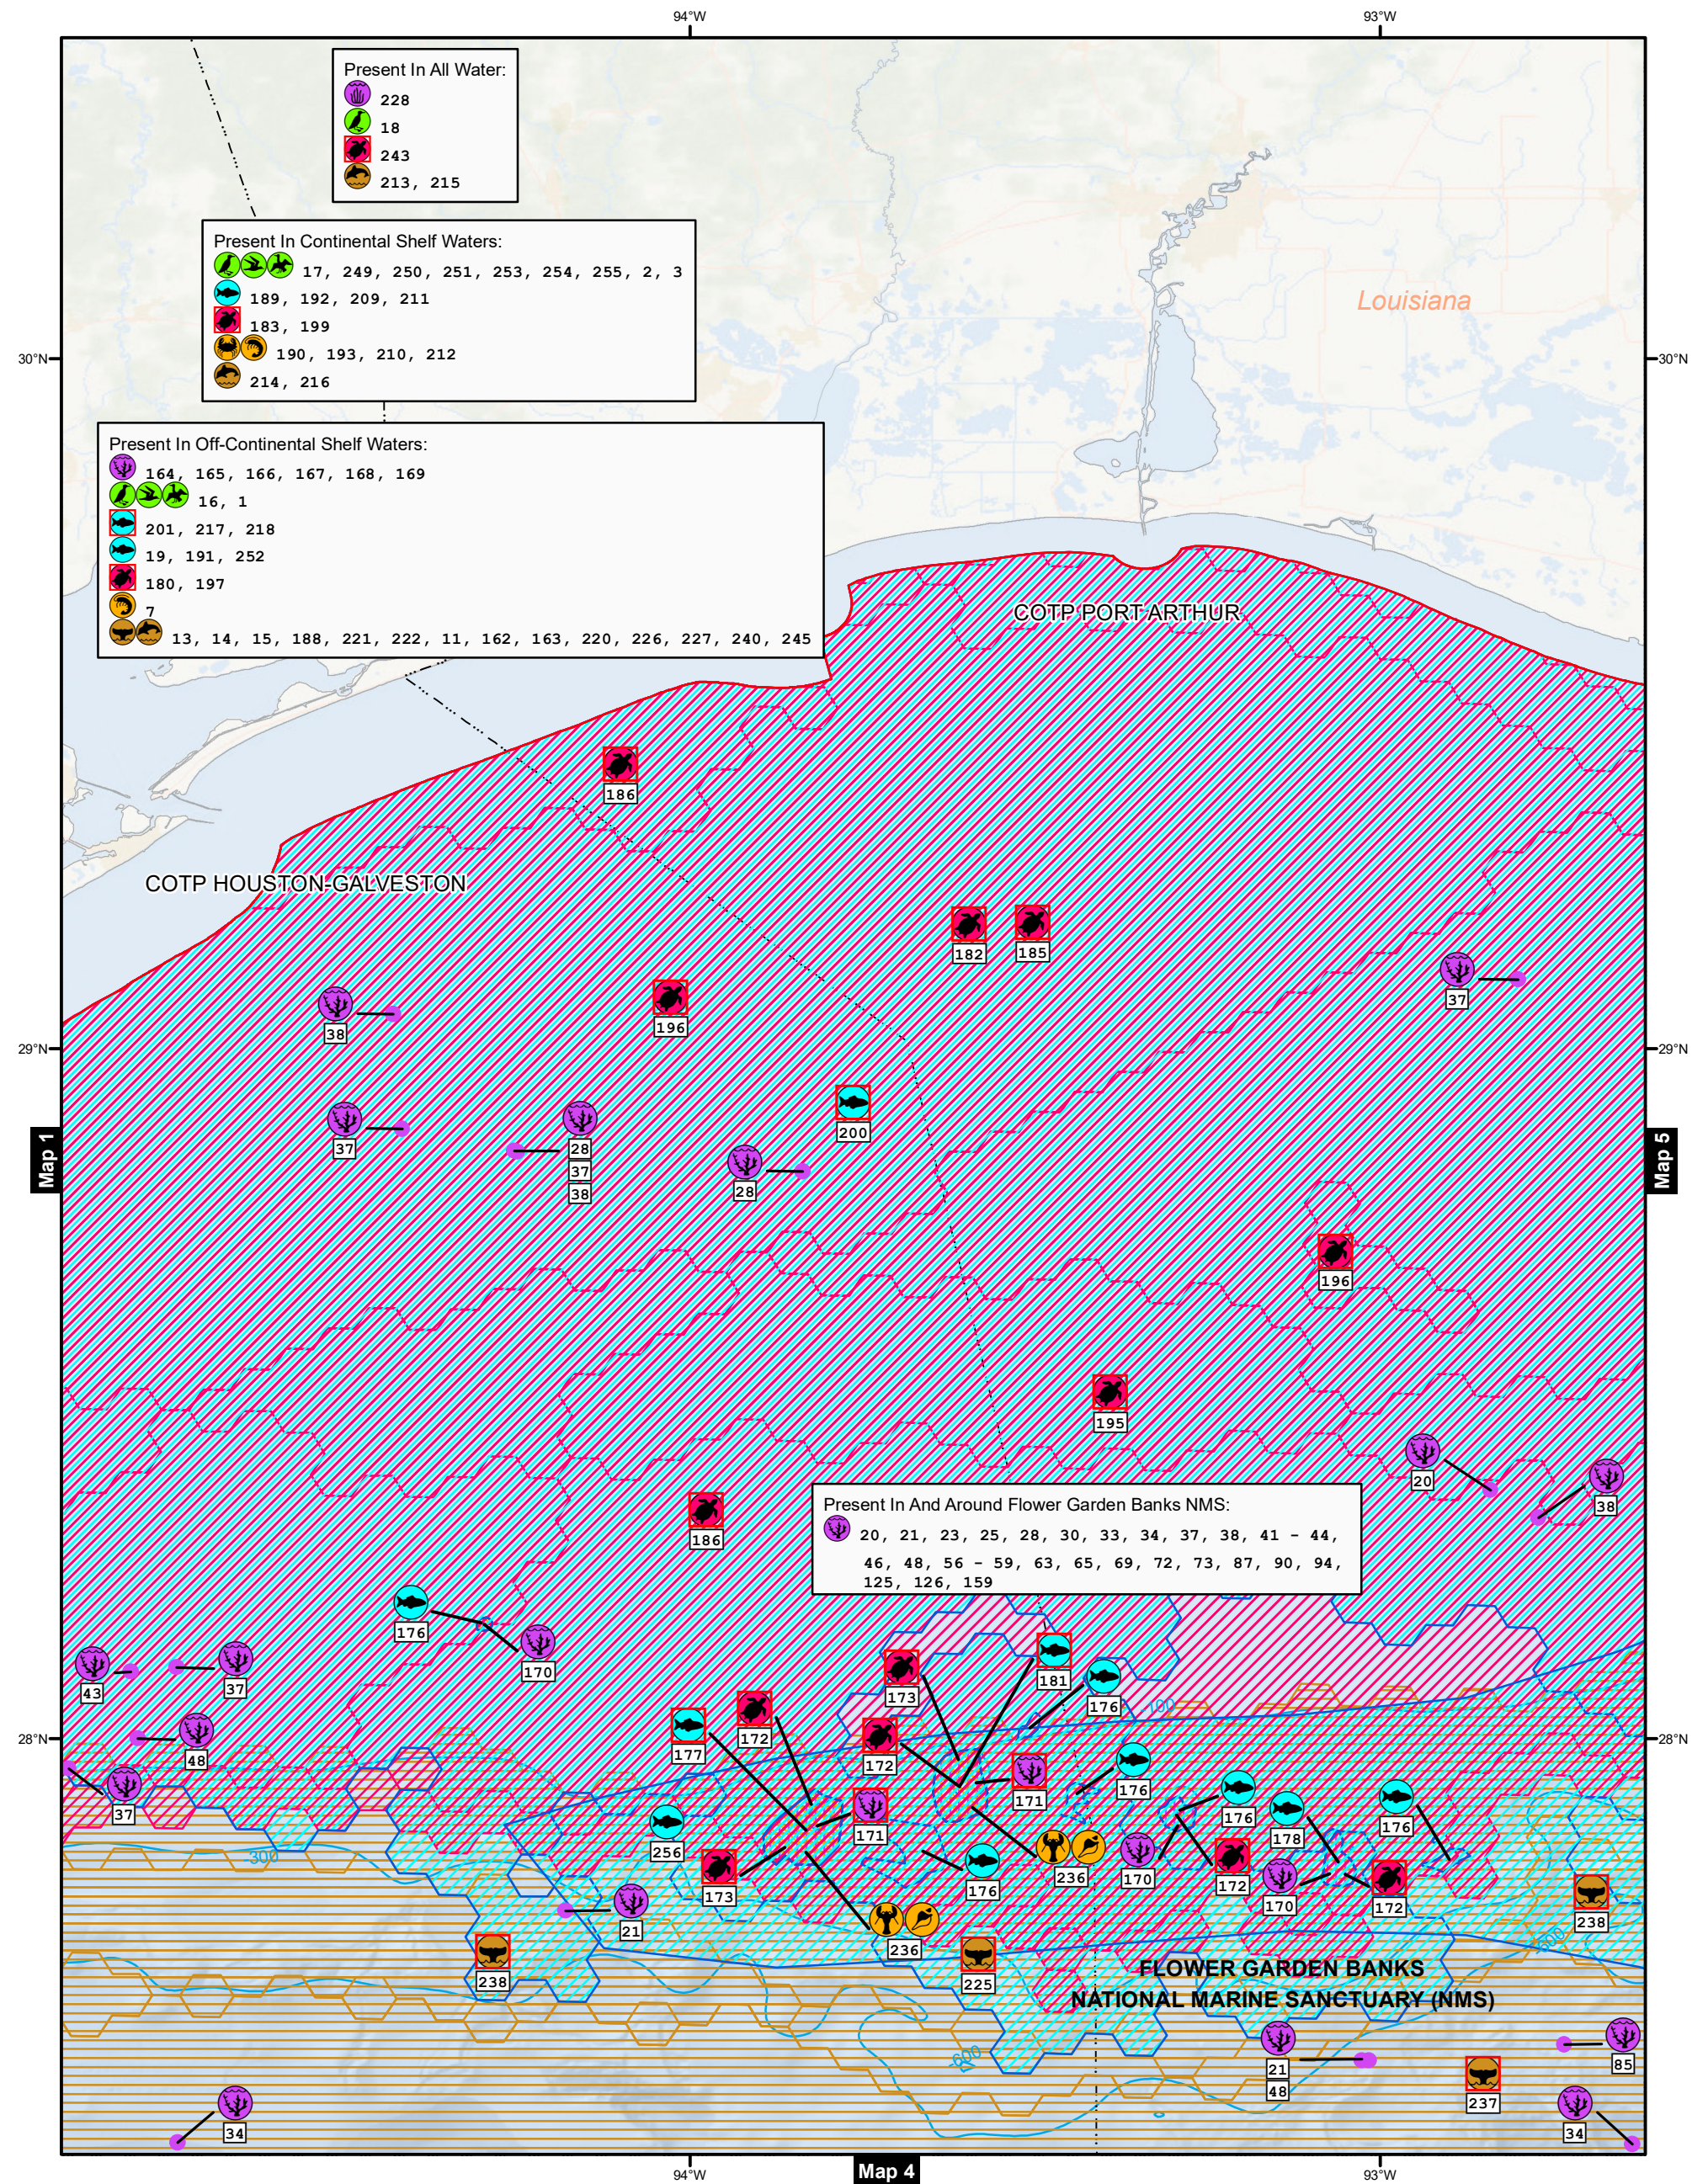 94°W
93°W
Present In All Water:
228
18
243
213, 215
Present In Continental Shelf Waters:
17, 249, 250, 251, 253, 254, 255, 2, 3
189, 192, 209, 211
183, 199
190, 193, 210, 212
214, 216
Louisiana
30°N
30°N
Present In Off-Continental Shelf Waters:
164, 165, 166, 167, 168, 169
16, 1
201, 217, 218
19, 191, 252
180, 197
7
13, 14, 15, 188, 221, 222, 11, 162, 163, 220, 226, 227, 240, 245
COTP PORT ARTHUR
186
COTP HOUSTON-GALVESTON
182
185
37
196
38
29°N
29°N
200
Map 1
Map 5
37
28
37
38
28
196
195
20
38
186
Present In And Around Flower Garden Banks NMS:
20, 21, 23, 25, 28, 30, 33, 34, 37, 38, 41 - 44,
46, 48, 56 - 59, 63, 65, 69, 72, 73, 87, 90, 94,
125, 126, 159
176
170
43
37
173
181
176
-100
28°N
28°N
48
177
172
172
176
37
171
171
176
178
176
-300
256
173
176
236
170
172
170
172
238
21
236
-600
238
225
FLOWER GARDEN BANKS
NATIONAL MARINE SANCTUARY (NMS)
-600
21
48
85
237
34
34
94°W
Map 4
93°W